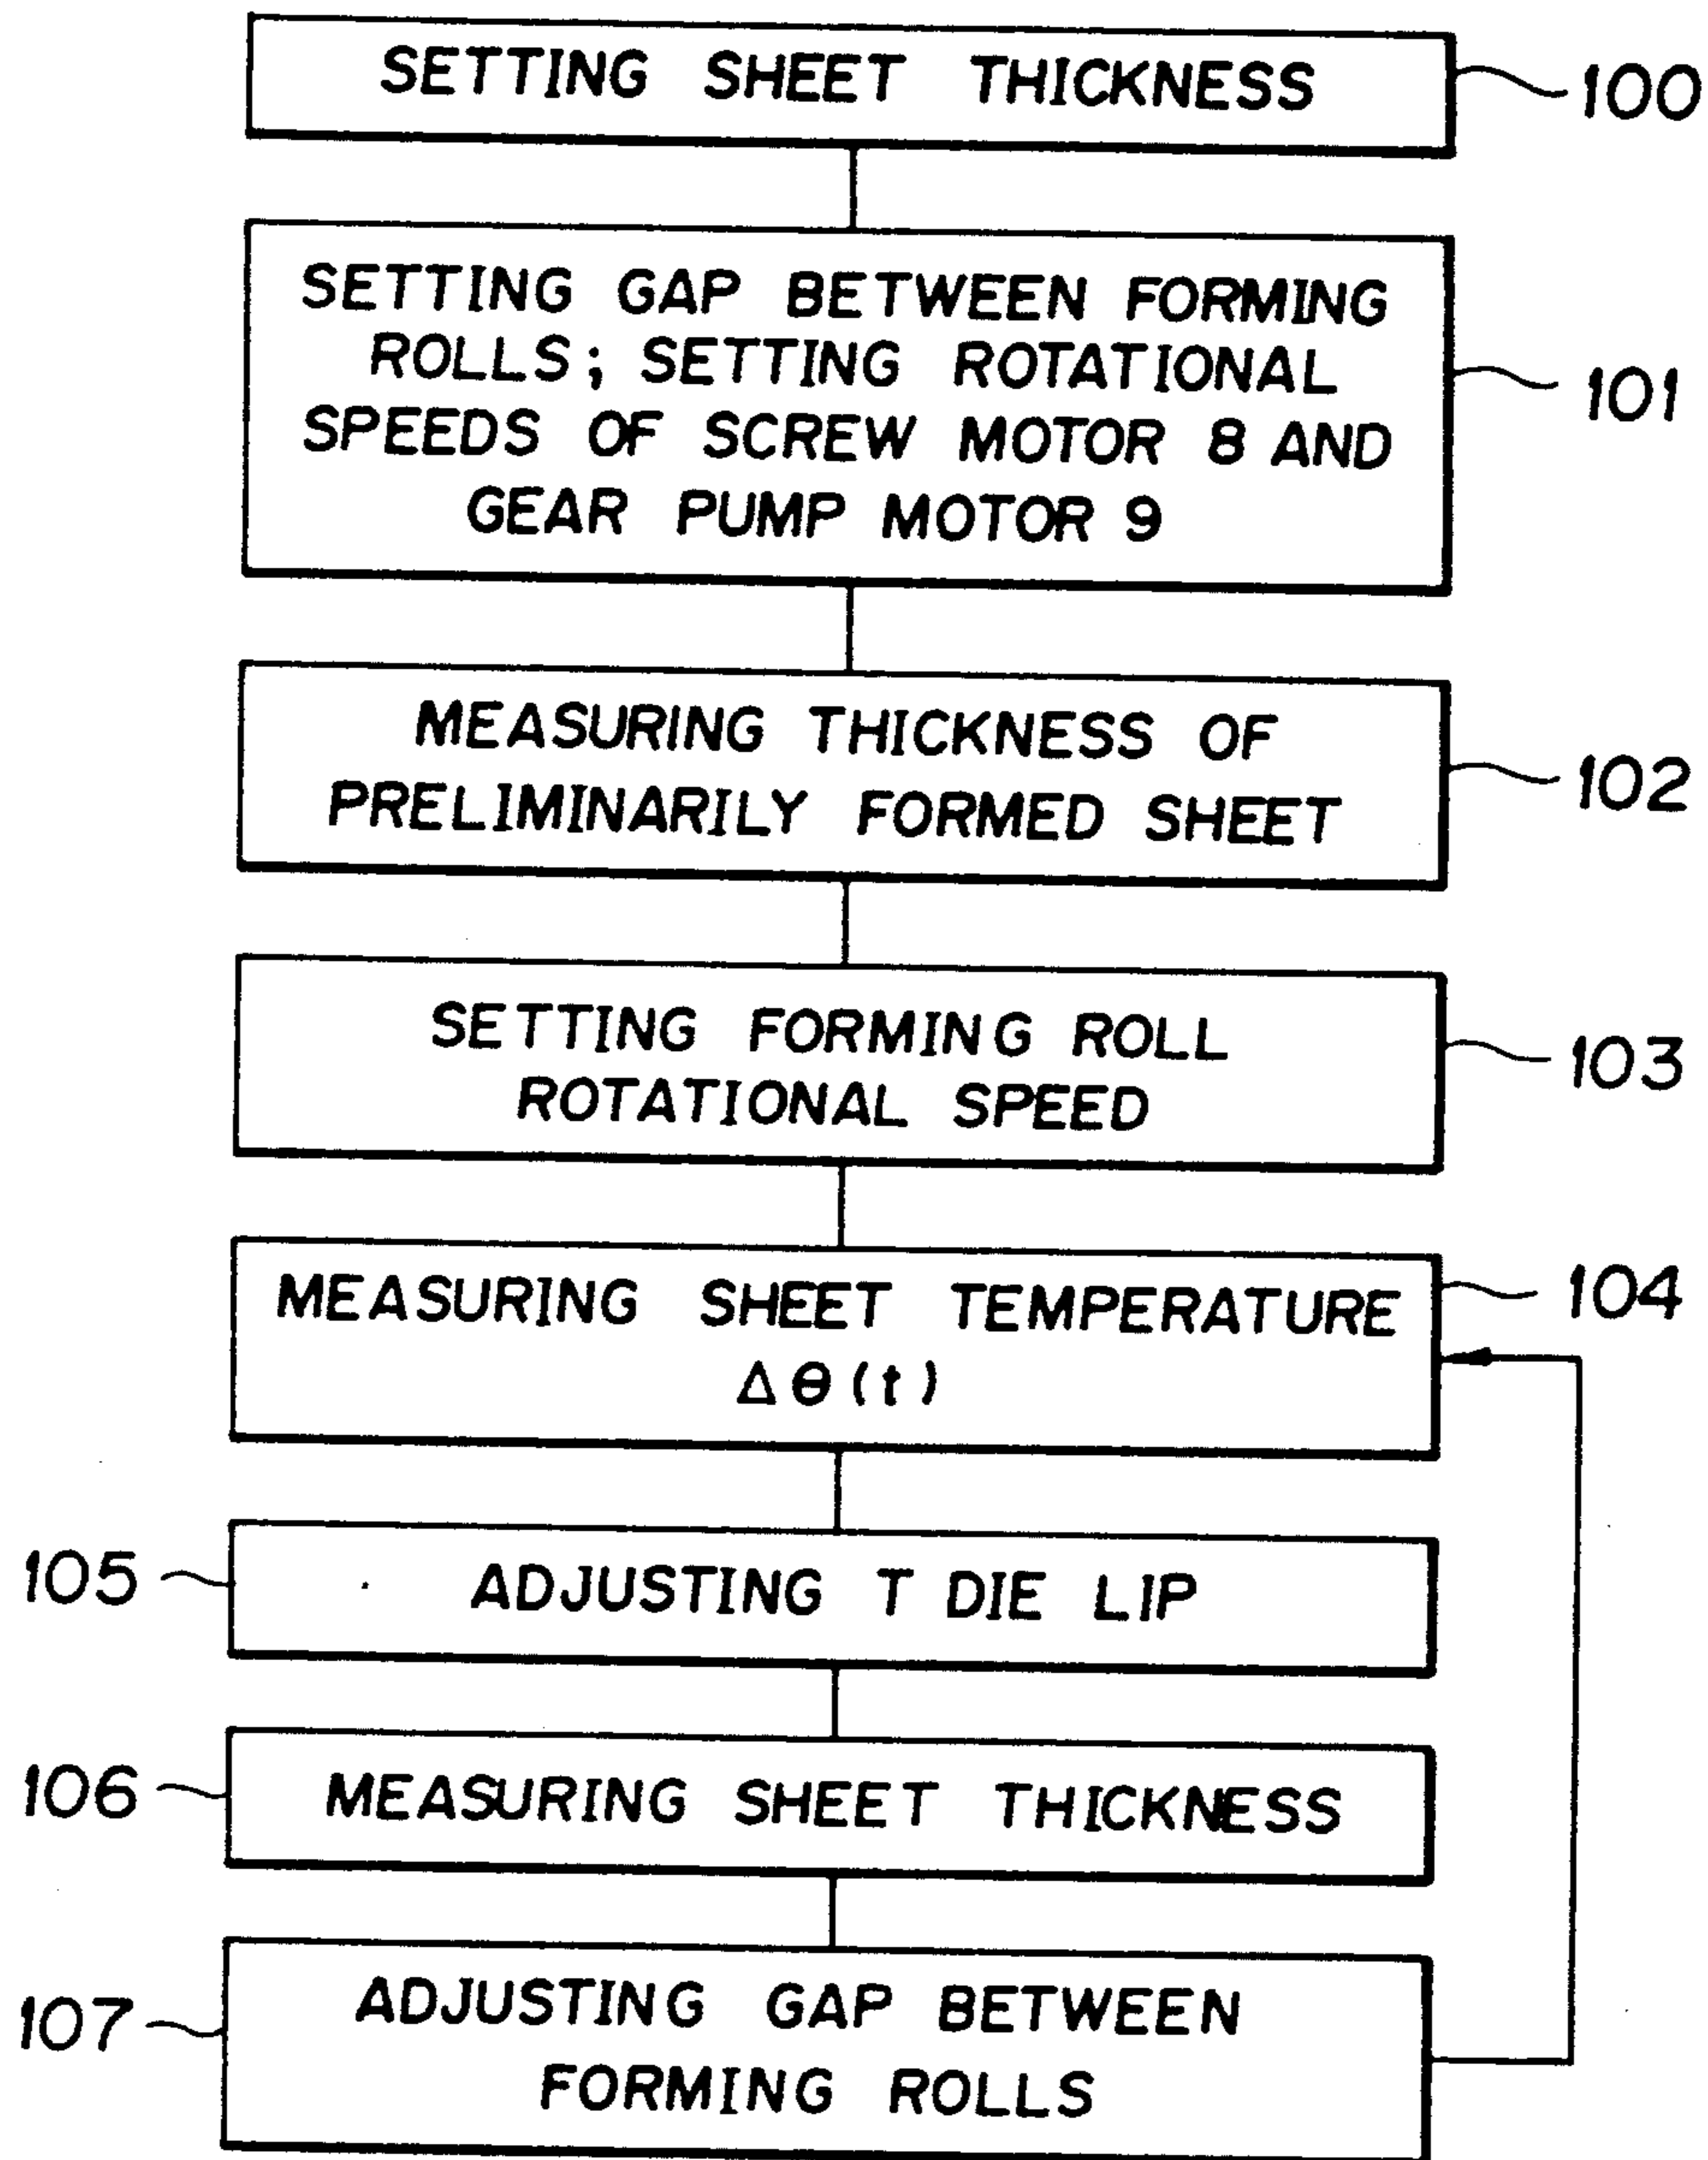 SETTING SHEET THICKNESS
100
SETTING GAP BETWEEN FORMING
ROLLS; SETTING ROTATIONAL
SPEEDS OF SCREW MOTOR 8 AND
GEAR PUMP MOTOR 9
101
MEASURING THICKNESS OF
PRELIMINARILY FORMED SHEET
102
SETTING FORMING ROLL
ROTATIONAL SPEED
103
MEASURING SHEET TEMPERATURE
Δθ(t)
104
105
ADJUSTING T DIE LIP
106
MEASURING SHEET THICKNESS
107
ADJUSTING GAP BETWEEN
FORMING ROLLS